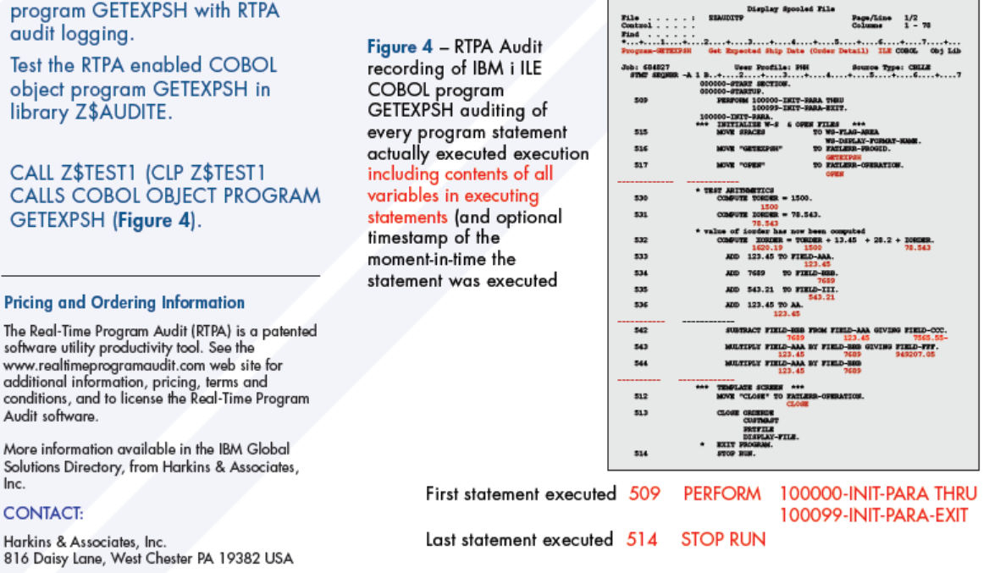 program GETEXPSH with RTPA
audit logging.
Test the RTPA enabled COBOL
object program GETEXPSH in
library Z$AUDITE.
CALL Z$TEST1 (CLP Z$TEST1
CALLS COBOL OBJECT PROGRAM
GETEXPSH (Figure 4).
Pricing and Ordering Information
The Real-Time Program Audit (RTPA) is a patented
software utility productivity tool. See the
www.realtimeprogramaudit.com web site for
additional information, pricing, terms and
conditions, and to license the Real-Time Program
Audit software.
More information available in the IBM Global
Solutions Directory, from Harkins & Associates,
Inc.
CONTACT:
Harkins & Associates, Inc.
816 Daisy Lane, West Chester PA 19382 USA
Figure 4 – RTPA Audit
recording of IBM i ILE
COBOL program
GETEXPSH auditing of
every program statement
actually executed execution
including contents of all
variables in executing
statements (and optional
timestamp of the
moment-in-time the
statement was executed
Display Spooled File
File . . . . . : ZZAUDITP Page/Line 1/2
Control . . . . . Columns 1 - 78
Find . . . . . .
*...+....1....+....2....+....3....+....4....+....5....+....6....+....7....+...
Program-GETEXPSH Get Expected Ship Date (Order Detail) ILE COBOL Obj Lib
Job: 684827 User Profile: PHH Source Type: CBLLE
STMT SEQNBR -A 1 B..+....2....+....3....+....4....+....5....+....6....+....7
000000-START SECTION.
000000-STARTUP.
509 PERFORM 100000-INIT-PARA THRU
100099-INIT-PARA-EXIT.
100000-INIT-PARA.
*** INITIALIZE W-S & OPEN FILES ***
515 MOVE SPACES TO WS-FLAG-AREA
WS-DSPLAY-FORMAT-NAME.
516 MOVE "GETEXPSH" TO FATLERR-PROGID.
GETEXPSH
517 MOVE "OPEN" TO FATLERR-OPERATION.
OPEN
* TEST ARITHMETICS
530 COMPUTE TORDER = 1500.
1500
531 COMPUTE IORDER = 78.543.
78.543
* value of iorder has now been computed
532 COMPUTE XORDER = TORDER + 13.45 + 28.2 + IORDER.
1620.19 1500 78.543
533 ADD 123.45 TO FIELD-AAA.
123.45
534 ADD 7689 TO FIELD-BBB.
7689
535 ADD 543.21 TO FIELD-III.
543.21
536 ADD 123.45 TO AA.
123.45
542 SUBTRACT FIELD-BBB FROM FIELD-AAA GIVING FIELD-CCC.
7689 123.45 7565.55-
543 MULTIPLY FIELD-AAA BY FIELD-BBB GIVING FIELD-FFF.
123.45 7689 949207.05
544 MULTIPLY FIELD-AAA BY FIELD-BBB
123.45 7689
*** TEMPLATE SCREEN ***
512 MOVE "CLOSE" TO FATLERR-OPERATION.
CLOSE
513 CLOSE ORDERDE
CUSTMAST
PRTFILE
DISPLAY-FILE.
* EXIT PROGRAM.
514 STOP RUN.
First statement executed 509 PERFORM 100000-INIT-PARA THRU
100099-INIT-PARA-EXIT
Last statement executed 514 STOP RUN